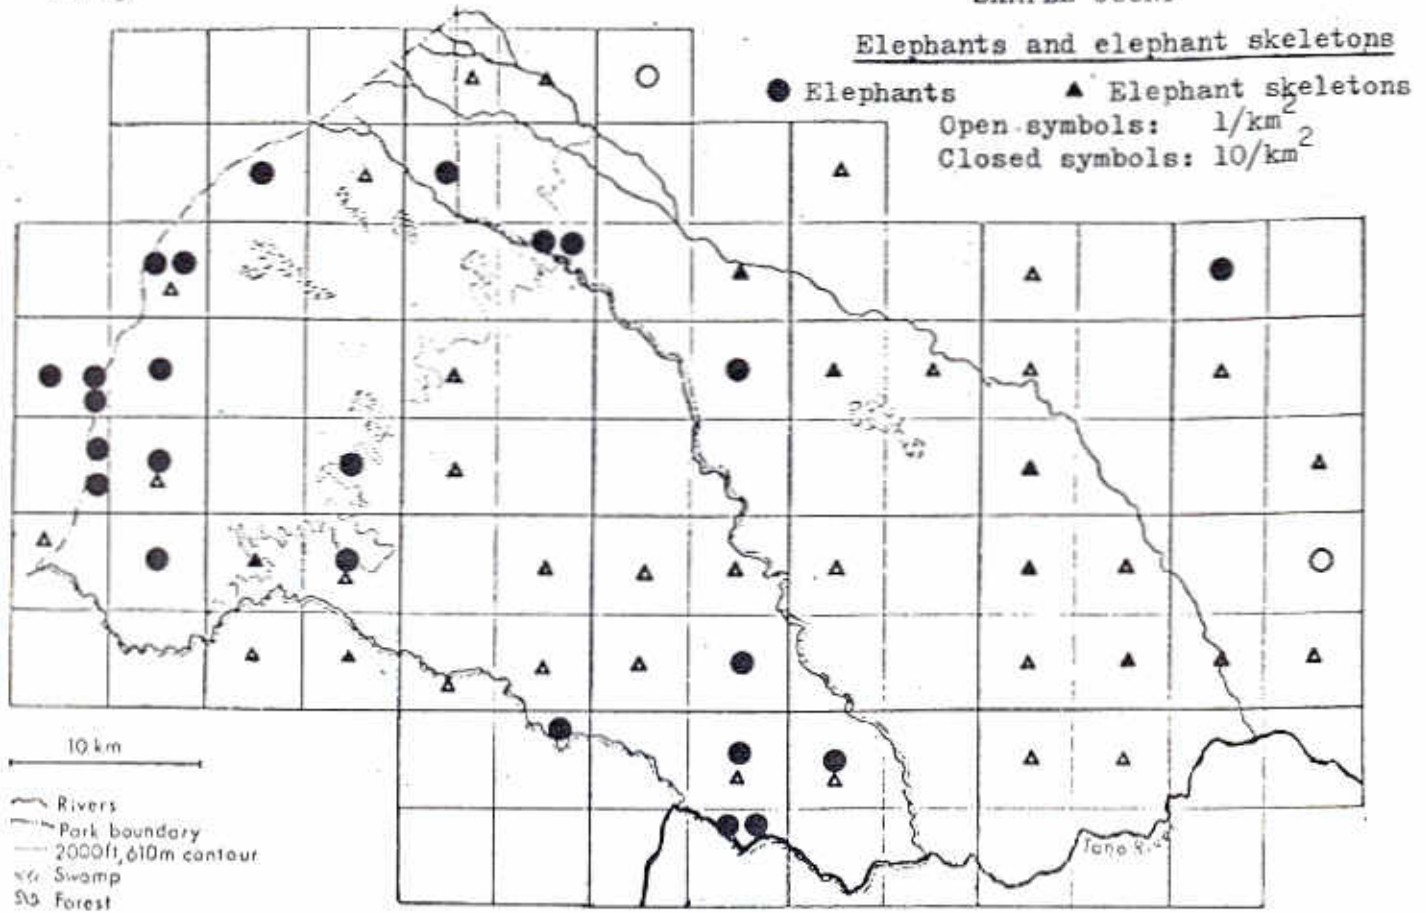 Elephants and elephant skeletons
Elephants
Elephant skeletons
Open symbols: 1/km2
Closed symbols: 10/km2
10 km
Rivers
Park boundary
2000ft,610m contour
Swamp
Forest
Tana